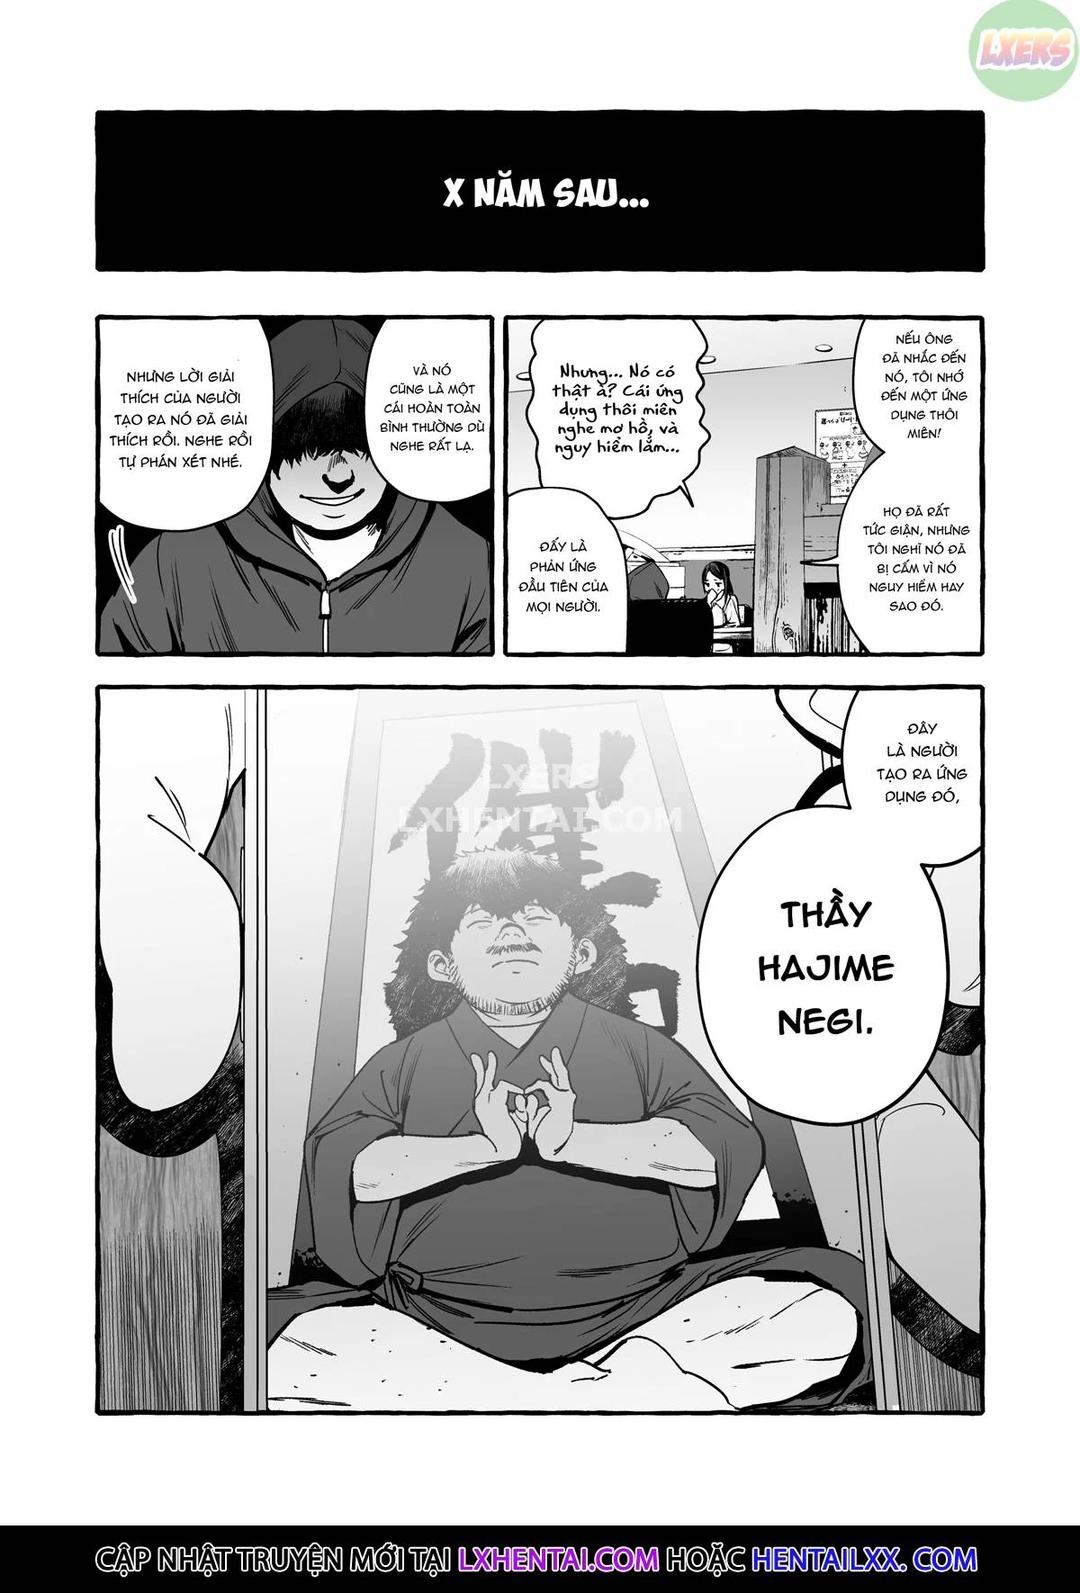 LXERS
X NĂM SAU...
NẾU ÔNG
ĐÃ NHẮC ĐẾN
NÓ, TÔI NHỚ
ĐẾN MỘT ỨNG
DỤNG THÔI
MIÊN!
HỌ ĐÃ RẤT
TỨC GIẬN, NHƯNG
TÔI NGHĨ NÓ ĐÃ
BỊ CẤM VÌ NÓ
NGUY HIỂM HAY
SAO ĐÓ.
Nhưng... Nó có
thật à? Cái ứng
dụng thôi miên
nghe mơ hồ, và
nguy hiểm lắm...
ĐẤY LÀ
PHẢN ỨNG
ĐẦU TIÊN CỦA
MỌI NGƯỜI.
VÀ NÓ
CŨNG LÀ MỘT
CÁI HOÀN TOÀN
BÌNH THƯỜNG DÙ
NGHE RẤT LẠ.
NHƯNG LỜI GIẢI
THÍCH CỦA NGƯỜI
TẠO RA NÓ ĐÃ GIẢI
THÍCH RỒI. NGHE RỒI
TỰ PHÁN XÉT NHÉ.
ĐÂY
LÀ NGƯỜI
TẠO RA ỨNG
DỤNG ĐÓ,
THẦY
HAJIME
NEGI.
LXERS
LXHENTAI.COM
CẬP NHẬT TRUYỆN MỚI TẠI LXHENTAI.COM HOẶC HENTAILXX. COM